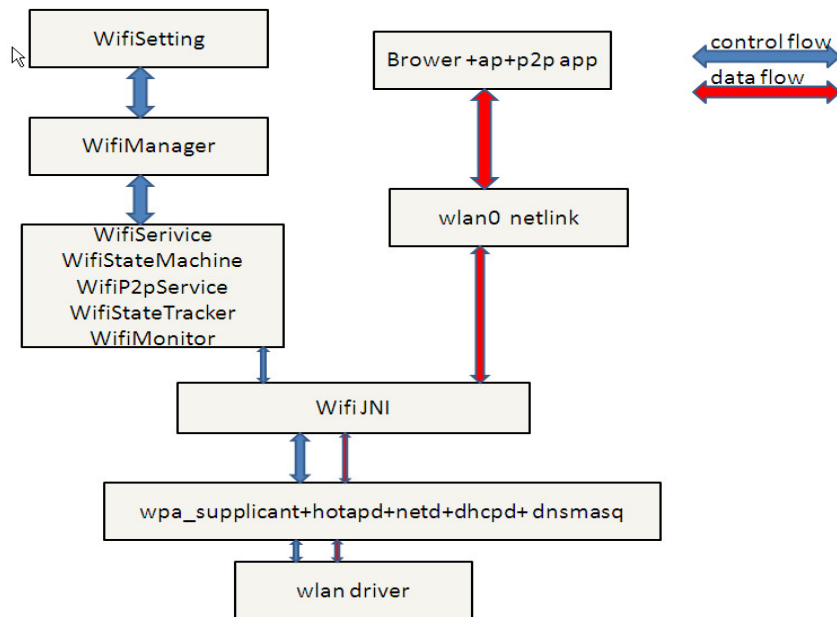 WifiSetting
Brower +ap+p2p app
control flow
data flow
WifiManager
wlan0 netlink
WifiSerivice
WifiStateMachine
WifiP2pService
WifiStateTracker
WifiMonitor
Wifi JNI
wpa_supplicant+hotapd+netd+dhcpd+ dnsmasq
wlan driver